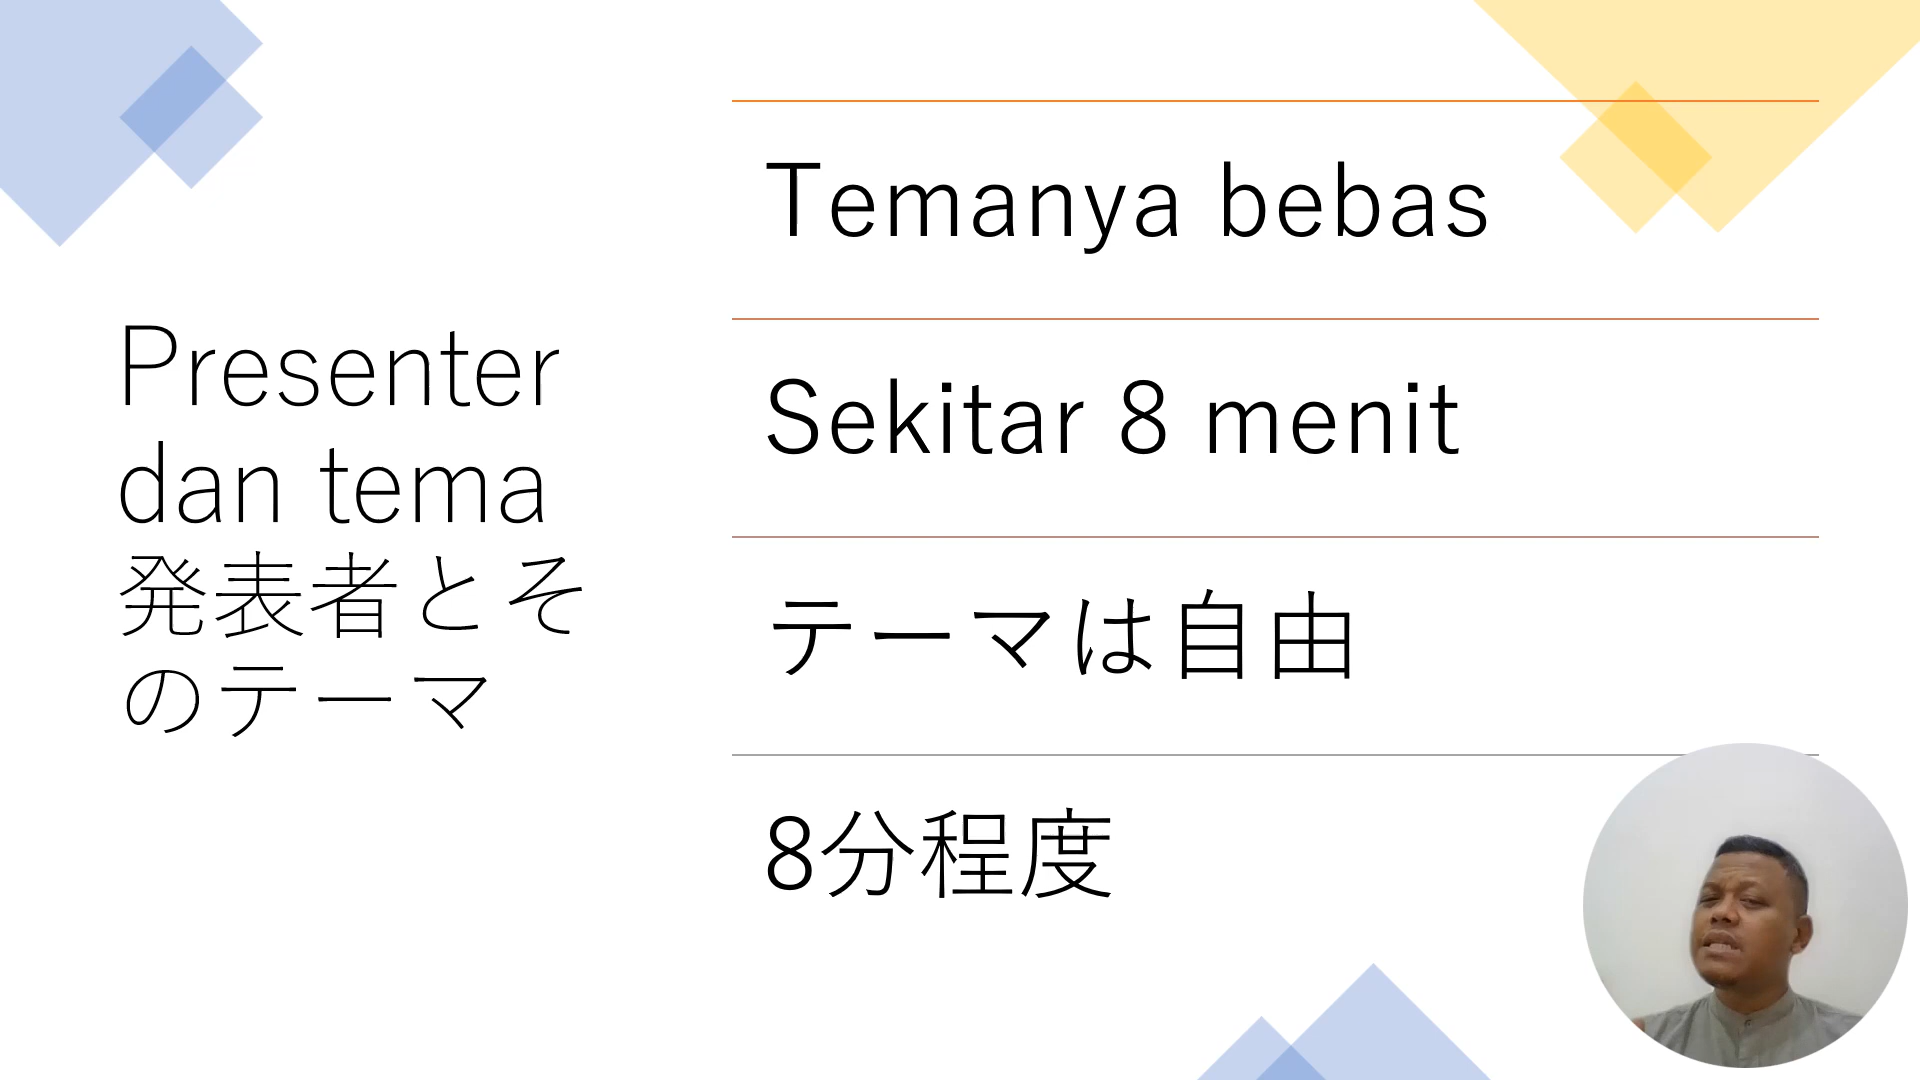 Presenter
dan tema
発表者とそ
のテーマ
Temanya bebas
Sekitar 8 menit
テーマは自由
8分程度